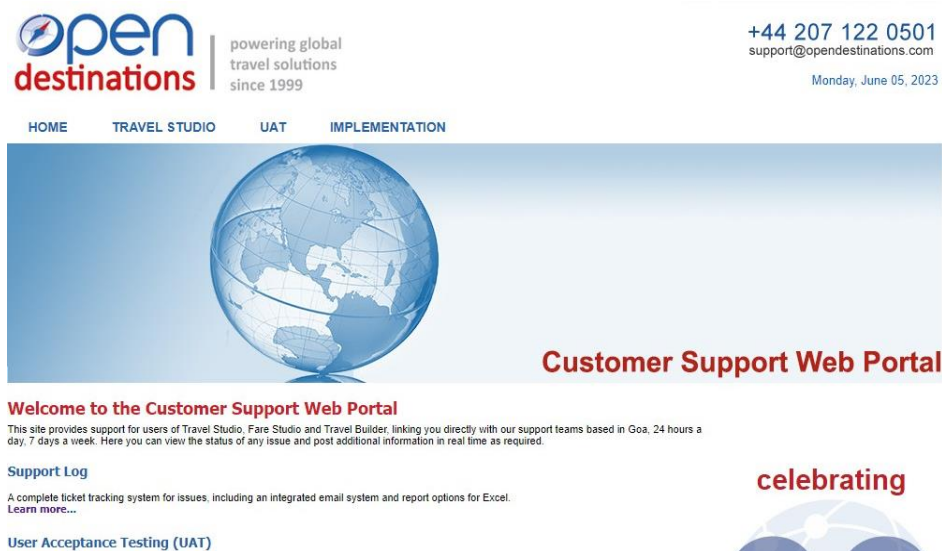 open
destinations
powering global
travel solutions
since 1999
+44 207 122 0501
support@opendestinations.com
Monday, June 05, 2023
HOME TRAVEL STUDIO UAT IMPLEMENTATION
Customer Support Web Portal
Welcome to the Customer Support Web Portal
This site provides support for users of Travel Studio, Fare Studio and Travel Builder, linking you directly with our support teams based in Goa, 24 hours a
day, 7 days a week. Here you can view the status of any issue and post additional information in real time as required.
Support Log
A complete ticket tracking system for issues, including an integrated email system and report options for Excel.
Learn more...
celebrating
User Acceptance Testing (UAT)